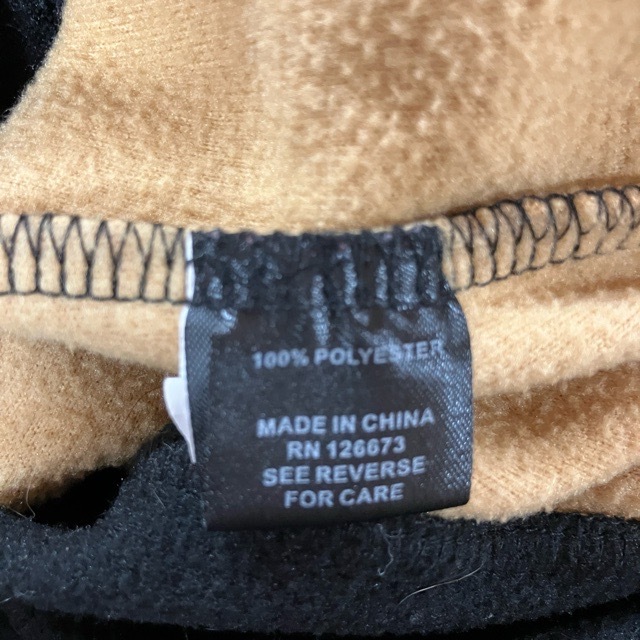 100% POLYESTER
MADE IN CHINA
RN 126673
SEE REVERSE
FOR CARE